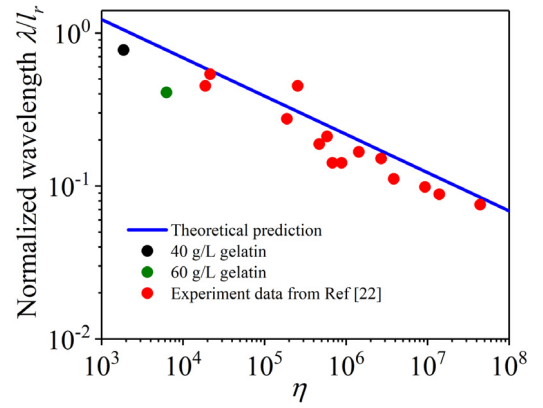 Normalized wavelength λ/l_r
10^0
10^-1
10^-2
Theoretical prediction
40 g/L gelatin
60 g/L gelatin
Experiment data from Ref [22]
10^3 10^4 10^5 10^6 10^7 10^8
η